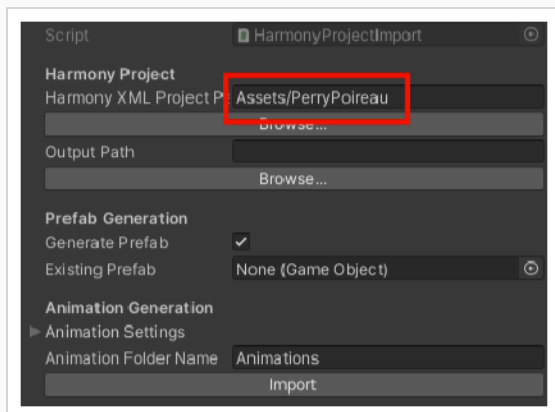 Script HarmonyProjectImport
Harmony Project
Harmony XML Project P Assets/PerryPoireau
Browse...
Output Path
Browse...
Prefab Generation
Generate Prefab
Existing Prefab None (Game Object)
Animation Generation
Animation Settings
Animation Folder Name Animations
Import